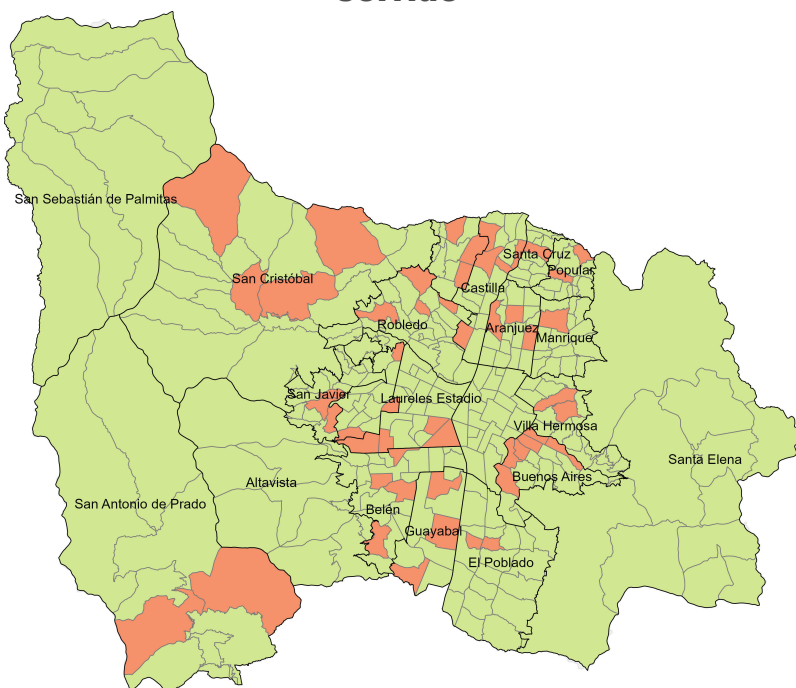 San Sebastián de Palmitas
San Cristóbal
Santa Cruz
Popular
Castilla
Robledo
Aranjuez
Manrique
San Javier
Laureles Estadio
Villa Hermosa
Santa Elena
Altavista
Buenos Aires
San Antonio de Prado
Belén
Guayabal
El Poblado